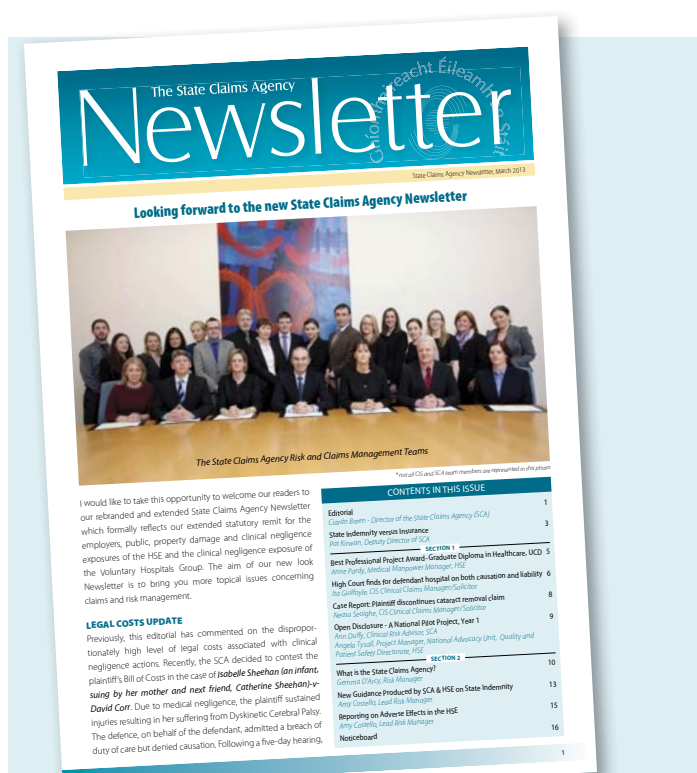 The State Claims Agency
Newsletter
Gníomhaireacht Éileamh an Stáit
State Claims Agency Newsletter, March 2013
Looking forward to the new State Claims Agency Newsletter
The State Claims Agency Risk and Claims Management Teams
*not all CIS and SCA team members are represented in this photo
I would like to take this opportunity to welcome our readers to
our rebranded and extended State Claims Agency Newsletter
which formally reflects our extended statutory remit for the
employers, public, property damage and clinical negligence
exposures of the HSE and the clinical negligence exposure of
the Voluntary Hospitals Group. The aim of our new look
Newsletter is to bring you more topical issues concerning
claims and risk management.
LEGAL COSTS UPDATE
Previously, this editorial has commented on the dispropor-
tionately high level of legal costs associated with clinical
negligence actions. Recently, the SCA decided to contest the
plaintiff's Bill of Costs in the case of Isabelle Sheehan (an infant,
suing by her mother and next friend, Catherine Sheehan)-v-
David Corr. Due to medical negligence, the plaintiff sustained
injuries resulting in her suffering from Dyskinetic Cerebral Palsy.
The defence, on behalf of the defendant, admitted a breach of
duty of care but denied causation. Following a five-day hearing,
CONTENTS IN THIS ISSUE
Editorial 1
Ciarán Breen - Director of the State Claims Agency (SCA)
State Indemnity versus Insurance 3
Pat Kirwan, Deputy Director of SCA
SECTION 1
Best Professional Project Award -Graduate Diploma in Healthcare, UCD 5
Anne Pardy, Medical Manpower Manager, HSE
High Court finds for defendant hospital on both causation and liability 6
Ita Guilfoyle, CIS Clinical Claims Manager/Solicitor
Case Report: Plaintiff discontinues cataract removal claim 8
Nema Seoighe, CIS Clinical Claims Manager/Solicitor
Open Disclosure - A National Pilot Project, Year 1 9
Ann Duffy, Clinical Risk Advisor, SCA
Angela Tysall, Project Manager, National Advocacy Unit, Quality and
Patient Safety Directorate, HSE
SECTION 2
What is the State Claims Agency? 10
Gemma D'Arcy, Risk Manager
New Guidance Produced by SCA & HSE on State Indemnity 13
Amy Costello, Lead Risk Manager
Reporting on Adverse Effects in the HSE 15
Amy Costello, Lead Risk Manager
Noticeboard 16
1